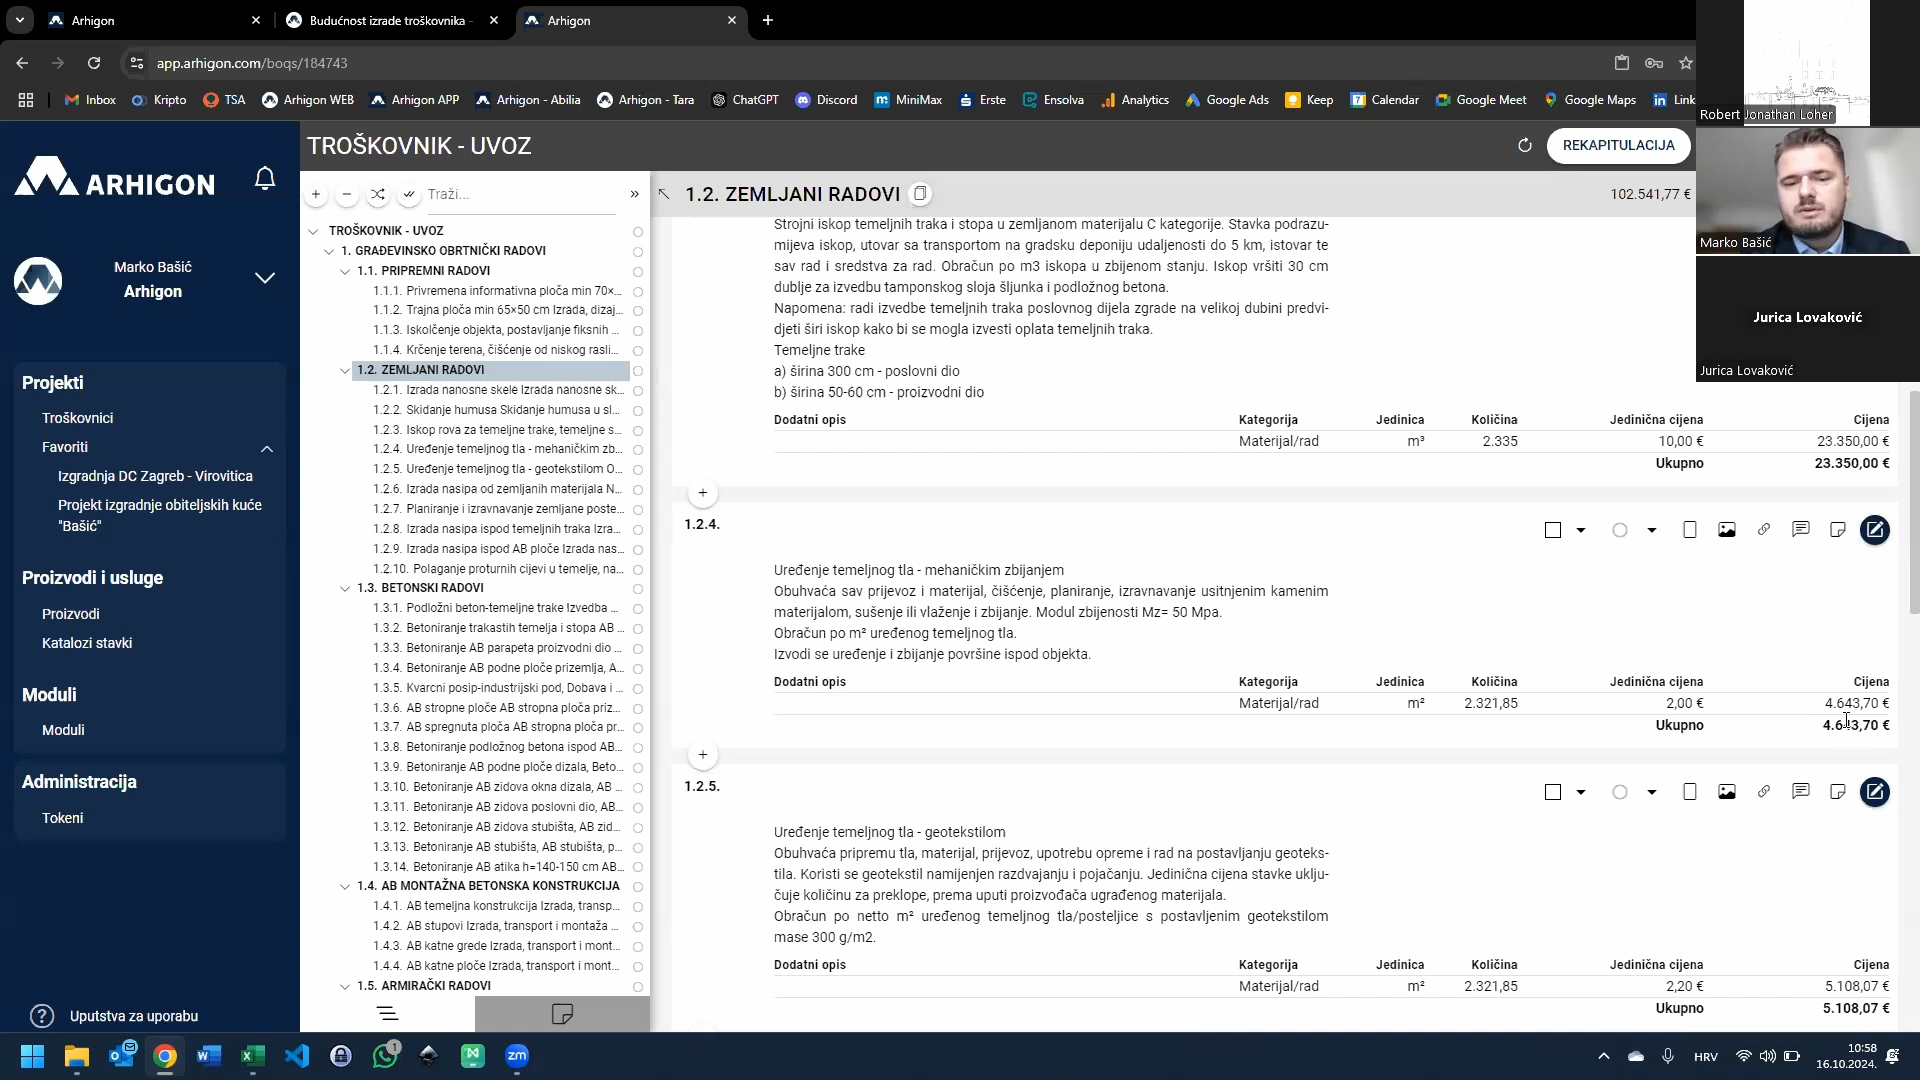 Arhigon
Budućnost izrade troškovnika -
Arhigon
app.arhigon.com/boqs/184743
Inbox
Kripto
TSA
Arhigon WEB
Arhigon APP
Arhigon - Abilia
Arhigon - Tara
ChatGPT
Discord
MiniMax
Erste
Ensolva
Analytics
Google Ads
Keep
Calendar
Google Meet
Google Maps
Link
Robert Jonathan Loher
Marko Bašić
Jurica Lovaković
Jurica Lovaković
ARHIGON
Marko Bašić
Arhigon
Projekti
Troškovnici
Favoriti
Izgradnja DC Zagreb - Virovitica
Projekt izgradnje obiteljskih kuće
"Bašić"
Proizvodi i usluge
Proizvodi
Katalozi stavki
Moduli
Moduli
Administracija
Tokeni
Uputstva za uporabu
TROŠKOVNIK - UVOZ
REKAPITULACIJA
Traži...
TROŠKOVNIK - UVOZ
1. GRAĐEVINSKO OBRTNIČKI RADOVI
1.1. PRIPREMNI RADOVI
1.1.1. Privremena informativna ploča min 70×...
1.1.2. Trajna ploča min 65×50 cm Izrada, dizaj...
1.1.3. Iskolčenje objekta, postavljanje fiksnih ...
1.1.4. Krčenje terena, čišćenje od niskog rasli...
1.2. ZEMLJANI RADOVI
1.2.1. Izrada nanosne skele Izrada nanosne sk...
1.2.2. Skidanje humusa Skidanje humusa u sl...
1.2.3. Iskop rova za temeljne trake, temeljne s...
1.2.4. Uređenje temeljnog tla - mehaničkim zb...
1.2.5. Uređenje temeljnog tla - geotekstilom O...
1.2.6. Izrada nasipa od zemljanih materijala N...
1.2.7. Planiranje i izravnavanje zemljane poste...
1.2.8. Izrada nasipa ispod temeljnih traka Izra...
1.2.9. Izrada nasipa ispod AB ploče Izrada nas...
1.2.10. Polaganje proturnih cijevi u temelje, na...
1.3. BETONSKI RADOVI
1.3.1. Podložni beton-temeljne trake Izvedba ...
1.3.2. Betoniranje trakastih temelja i stopa AB ...
1.3.3. Betoniranje AB parapeta proizvodni dio ...
1.3.4. Betoniranje AB podne ploče prizemlja, A...
1.3.5. Kvarcni posip-industrijski pod, Dobava i ...
1.3.6. AB stropne ploče AB stropna ploča priz...
1.3.7. AB spregnuta ploča AB stropna ploča pr...
1.3.8. Betoniranje podložnog betona ispod AB...
1.3.9. Betoniranje AB podne ploče dizala, Beto...
1.3.10. Betoniranje AB zidova okna dizala, AB ...
1.3.11. Betoniranje AB zidova poslovni dio, AB...
1.3.12. Betoniranje AB zidova stubišta, AB zid...
1.3.13. Betoniranje AB stubišta, AB stubišta, p...
1.3.14. Betoniranje AB atika h=140-150 cm AB...
1.4. AB MONTAŽNA BETONSKA KONSTRUKCIJA
1.4.1. AB temeljna konstrukcija Izrada, transp...
1.4.2. AB stupovi Izrada, transport i montaža ...
1.4.3. AB katne grede Izrada, transport i mont...
1.4.4. AB katne ploče Izrada, transport i mont...
1.5. ARMIRAČKI RADOVI
1.2. ZEMLJANI RADOVI
102.541,77 €
Strojni iskop temeljnih traka i stopa u zemljanom materijalu C kategorije. Stavka podrazu-
mijeva iskop, utovar sa transportom na gradsku deponiju udaljenosti do 5 km, istovar te
sav rad i sredstva za rad. Obračun po m3 iskopa u zbijenom stanju. Iskop vršiti 30 cm
dublje za izvedbu tamponskog sloja šljunka i podložnog betona.
Napomena: radi izvedbe temeljnih traka poslovnog dijela zgrade na velikoj dubini predvi-
djeti širi iskop kako bi se mogla izvesti oplata temeljnih traka.
Temeljne trake
a) širina 300 cm - poslovni dio
b) širina 50-60 cm - proizvodni dio
Dodatni opis Kategorija Jedinica Količina Jedinična cijena Cijena
Materijal/rad m³ 2.335 10,00 € 23.350,00 €
Ukupno 23.350,00 €
1.2.4.
Uređenje temeljnog tla - mehaničkim zbijanjem
Obuhvaća sav prijevoz i materijal, čišćenje, planiranje, izravnavanje usitnjenim kamenim
materijalom, sušenje ili vlaženje i zbijanje. Modul zbijenosti Mz= 50 Mpa.
Obračun po m² uređenog temeljnog tla.
Izvodi se uređenje i zbijanje površine ispod objekta.
Dodatni opis Kategorija Jedinica Količina Jedinična cijena Cijena
Materijal/rad m² 2.321,85 2,00 € 4.643,70 €
Ukupno 4.643,70 €
1.2.5.
Uređenje temeljnog tla - geotekstilom
Obuhvaća pripremu tla, materijal, prijevoz, upotrebu opreme i rad na postavljanju geoteks-
tila. Koristi se geotekstil namijenjen razdvajanju i pojačanju. Jedinična cijena stavke uklju-
čuje količinu za preklope, prema uputi proizvođača ugrađenog materijala.
Obračun po netto m² uređenog temeljnog tla/posteljice s postavljenim geotekstilom
mase 300 g/m2.
Dodatni opis Kategorija Jedinica Količina Jedinična cijena Cijena
Materijal/rad m² 2.321,85 2,20 € 5.108,07 €
Ukupno 5.108,07 €
1
zm
HRV
10:58
16.10.2024.